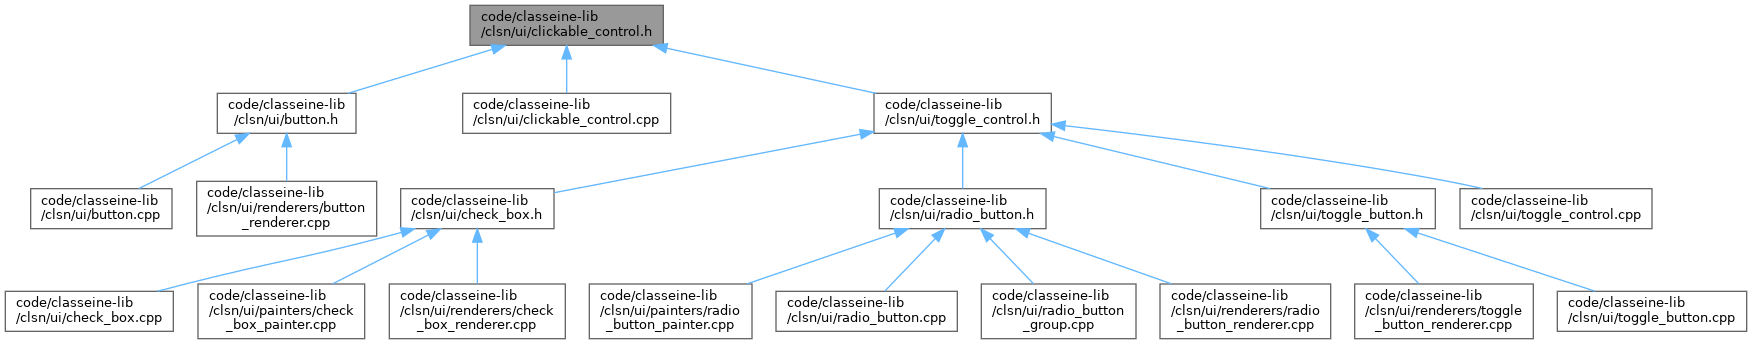 code/classeine-lib
/clsn/ui/clickable_control.h
code/classeine-lib
/clsn/ui/button.h
code/classeine-lib
/clsn/ui/clickable_control.cpp
code/classeine-lib
/clsn/ui/toggle_control.h
code/classeine-lib
/clsn/ui/button.cpp
code/classeine-lib
/clsn/ui/renderers/button
_renderer.cpp
code/classeine-lib
/clsn/ui/check_box.h
code/classeine-lib
/clsn/ui/radio_button.h
code/classeine-lib
/clsn/ui/toggle_button.h
code/classeine-lib
/clsn/ui/toggle_control.cpp
code/classeine-lib
/clsn/ui/check_box.cpp
code/classeine-lib
/clsn/ui/painters/check
_box_painter.cpp
code/classeine-lib
/clsn/ui/renderers/check
_box_renderer.cpp
code/classeine-lib
/clsn/ui/painters/radio
_button_painter.cpp
code/classeine-lib
/clsn/ui/radio_button.cpp
code/classeine-lib
/clsn/ui/radio_button
_group.cpp
code/classeine-lib
/clsn/ui/renderers/radio
_button_renderer.cpp
code/classeine-lib
/clsn/ui/renderers/toggle
_button_renderer.cpp
code/classeine-lib
/clsn/ui/toggle_button.cpp